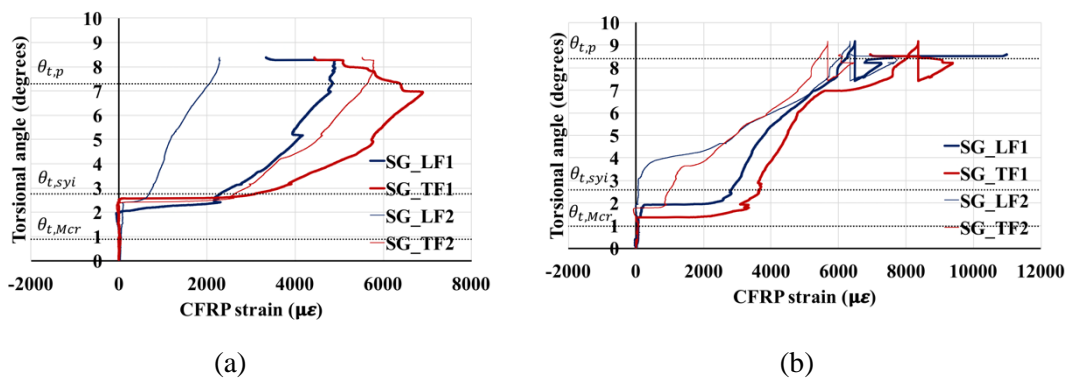 (a)
Torsional angle (degrees)
10
9
8
7
6
5
4
3
2
1
0
θt,p
θt,syi
θt,Mcr
SG_LF1
SG_TF1
SG_LF2
SG_TF2
-2000 0 2000 4000 6000 8000
CFRP strain (µε)
(a)
(b)
Torsional angle (degrees)
10
9
8
7
6
5
4
3
2
1
0
θt,p
θt,syi
θt,Mcr
SG_LF1
SG_TF1
SG_LF2
SG_TF2
-2000 0 2000 4000 6000 8000 10000 12000
CFRP strain (µε)
(b)